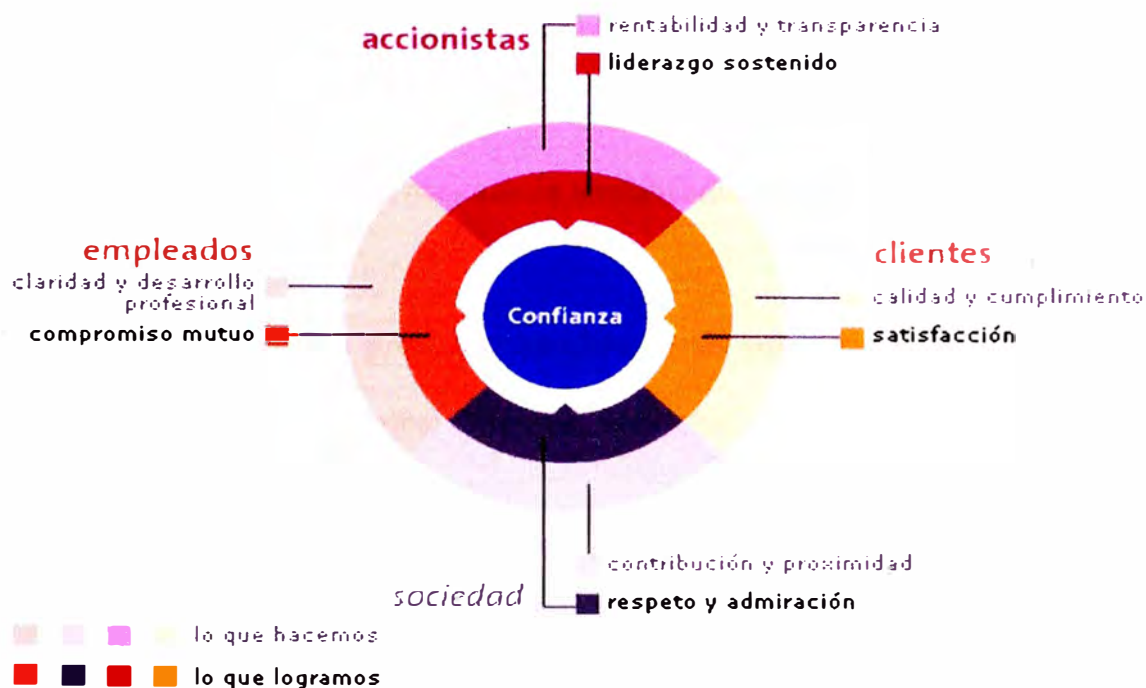 accionistas
rentabilidad y transparencia
liderazgo sostenido
empleados
claridad y desarrollo
profesional
compromiso mutuo
Confianza
clientes
calidad y cumplimiento
satisfacción
sociedad
contribución y proximidad
respeto y admiración
lo que hacemos
lo que logramos